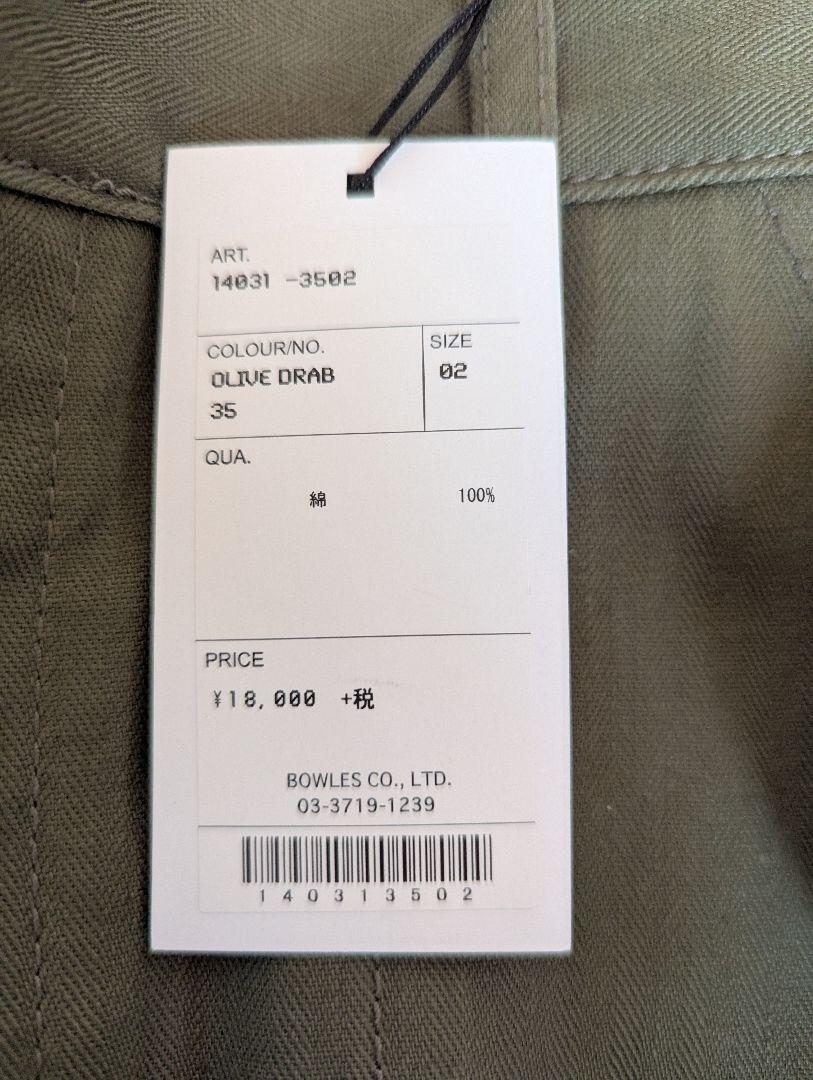 ART.
14031 -3502
COLOUR/NO.
OLIVE DRAB
35
SIZE
02
QUA.
綿 100%
PRICE
¥18,000 +税
BOWLES CO., LTD.
03-3719-1239
140313502